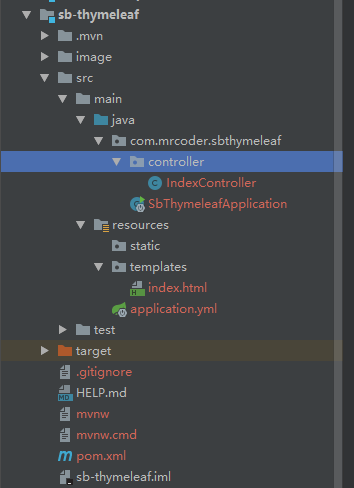 sb-thymeleaf
.mvn
image
src
main
java
com.mrcoder.sbthymeleaf
controller
IndexController
SbThymeleafApplication
resources
static
templates
index.html
application.yml
test
target
.gitignore
HELP.md
mvnw
mvnw.cmd
pom.xml
sb-thymeleaf.iml